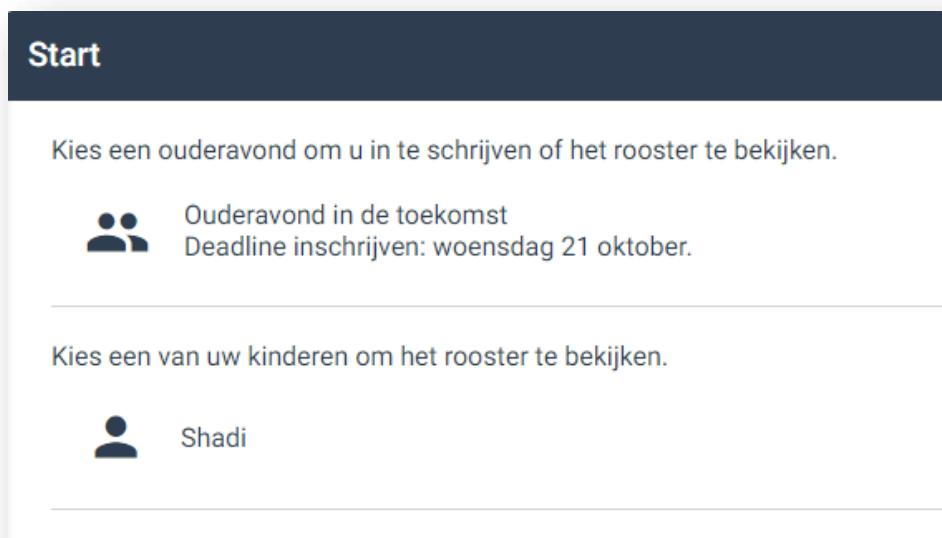 Start
Kies een ouderavond om u in te schrijven of het rooster te bekijken.
Ouderavond in de toekomst
Deadline inschrijven: woensdag 21 oktober.
Kies een van uw kinderen om het rooster te bekijken.
Shadi